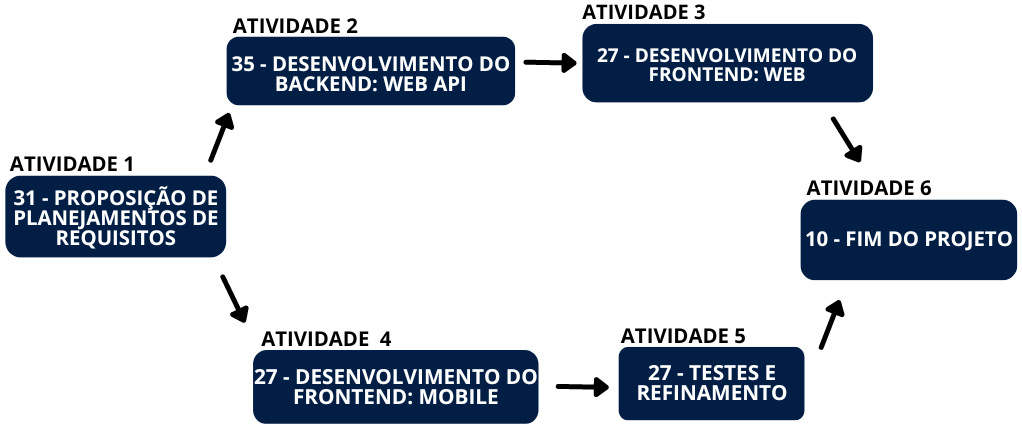 ATIVIDADE 1
31 - PROPOSIÇÃO DE
PLANEJAMENTOS DE
REQUISITOS
ATIVIDADE 2
35 - DESENVOLVIMENTO DO
BACKEND: WEB API
ATIVIDADE 3
27 - DESENVOLVIMENTO DO
FRONTEND: WEB
ATIVIDADE 4
27 - DESENVOLVIMENTO DO
FRONTEND: MOBILE
ATIVIDADE 5
27 - TESTES E
REFINAMENTO
ATIVIDADE 6
10 - FIM DO PROJETO